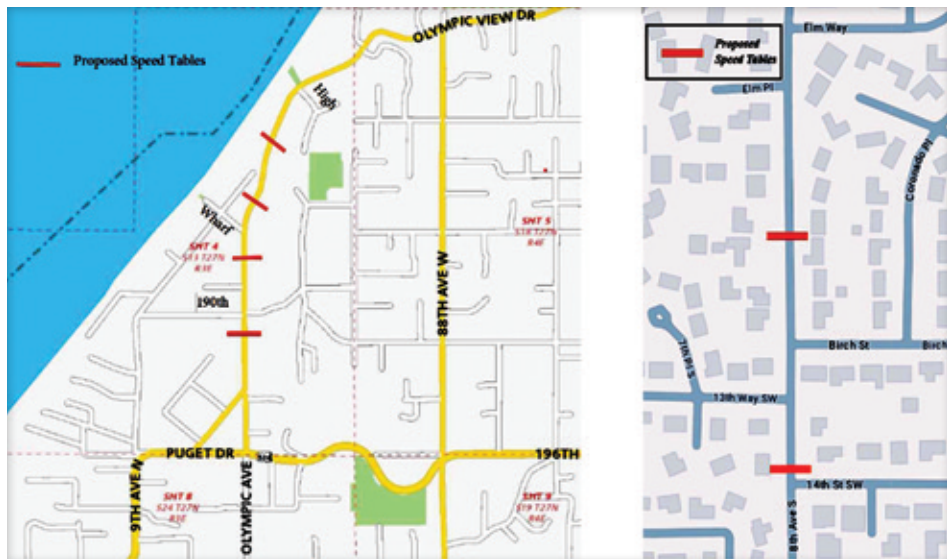 Proposed Speed Tables
OLYMPIC VIEW DR
High
Wharf
SHT 4
S13 T27N
R3E
SHT 5
S18 T27N
R4E
190th
88TH AVE W
PUGET DR
196TH
9TH AVE N
OLYMPIC AVE
SHT 8
S24 T27N
R3E
SHT 9
S19 T27N
R4E
Proposed
Speed Tables
Elm Way
Elm Pl
Coronado Pl
7th Pl S
Birch St
Birch
12th Way SW
14th St SW
8th Ave S